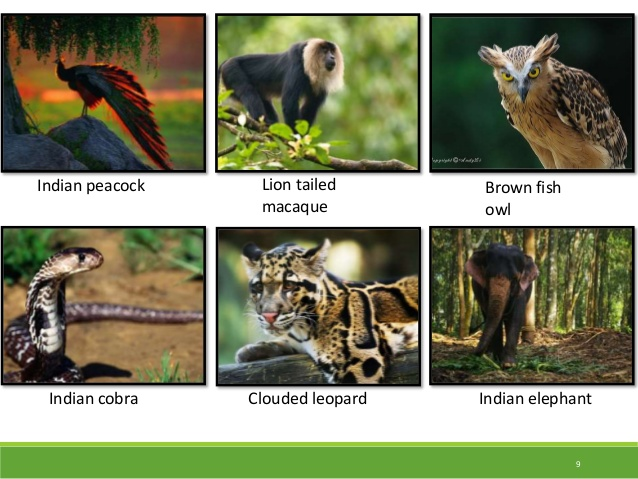 Indian peacock
Lion tailed
macaque
Brown fish
owl
Indian cobra
Clouded leopard
Indian elephant
9